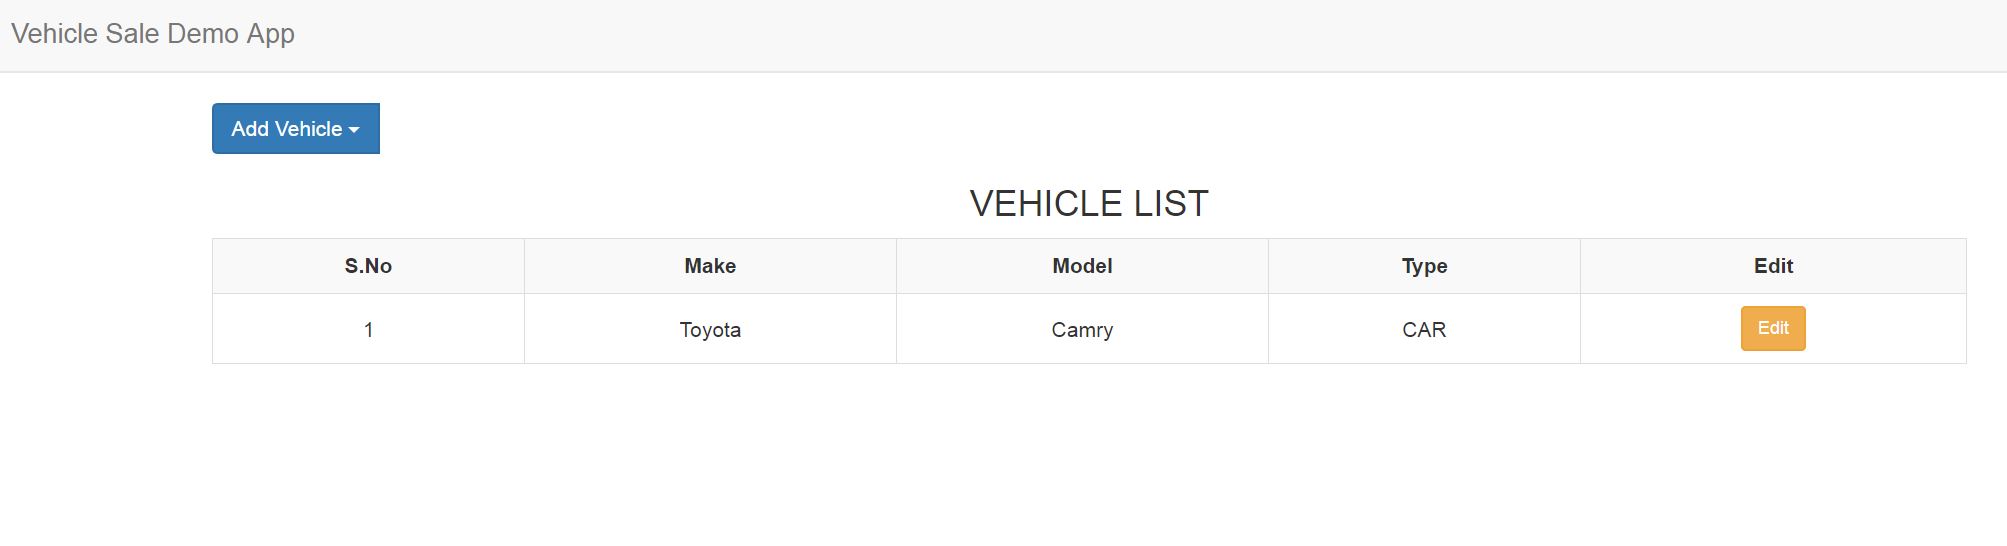 Vehicle Sale Demo App
Add Vehicle
VEHICLE LIST
S.No Make Model Type Edit
1 Toyota Camry CAR Edit